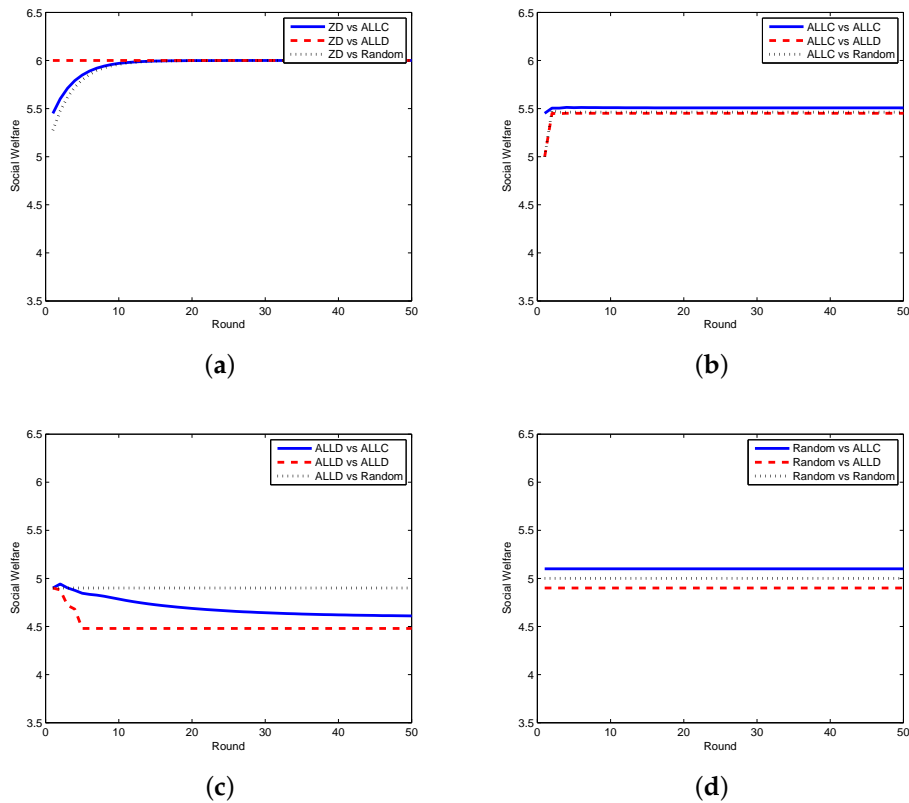 6.5
6
5.5
5
4.5
4
3.5
0 10 20 30 40 50
Social Welfare
Round
ZD vs ALLC
ZD vs ALLD
ZD vs Random
(a)
6.5
6
5.5
5
4.5
4
3.5
0 10 20 30 40 50
Social Welfare
Round
ALLC vs ALLC
ALLC vs ALLD
ALLC vs Random
(b)
6.5
6
5.5
5
4.5
4
3.5
0 10 20 30 40 50
Social Welfare
Round
ALLD vs ALLC
ALLD vs ALLD
ALLD vs Random
(c)
6.5
6
5.5
5
4.5
4
3.5
0 10 20 30 40 50
Social Welfare
Round
Random vs ALLC
Random vs ALLD
Random vs Random
(d)